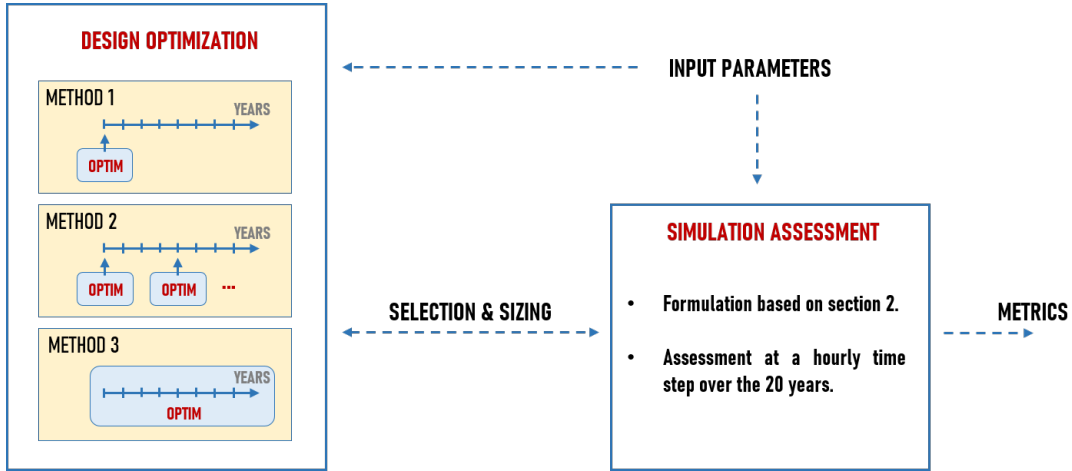 DESIGN OPTIMIZATION
METHOD 1
YEARS
OPTIM
METHOD 2
YEARS
OPTIM
OPTIM
...
METHOD 3
YEARS
OPTIM
INPUT PARAMETERS
SELECTION & SIZING
SIMULATION ASSESSMENT
• Formulation based on section 2.
• Assessment at a hourly time
step over the 20 years.
METRICS